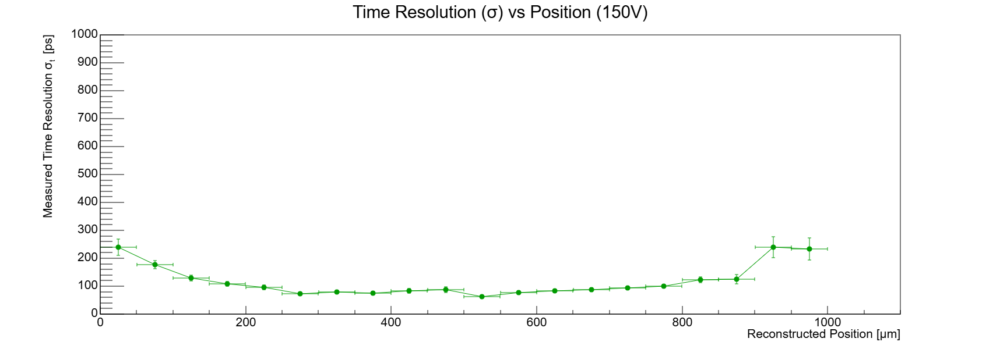 Time Resolution (σ) vs Position (150V)
Measured Time Resolution σt [ps]
1000
900
800
700
600
500
400
300
200
100
0
0 200 400 600 800 1000
Reconstructed Position [μm]